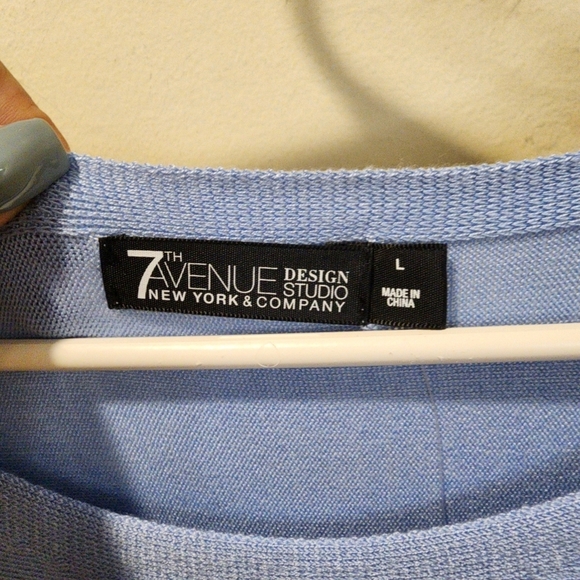 7TH AVENUE DESIGN STUDIO
NEW YORK & COMPANY
L
MADE IN
CHINA